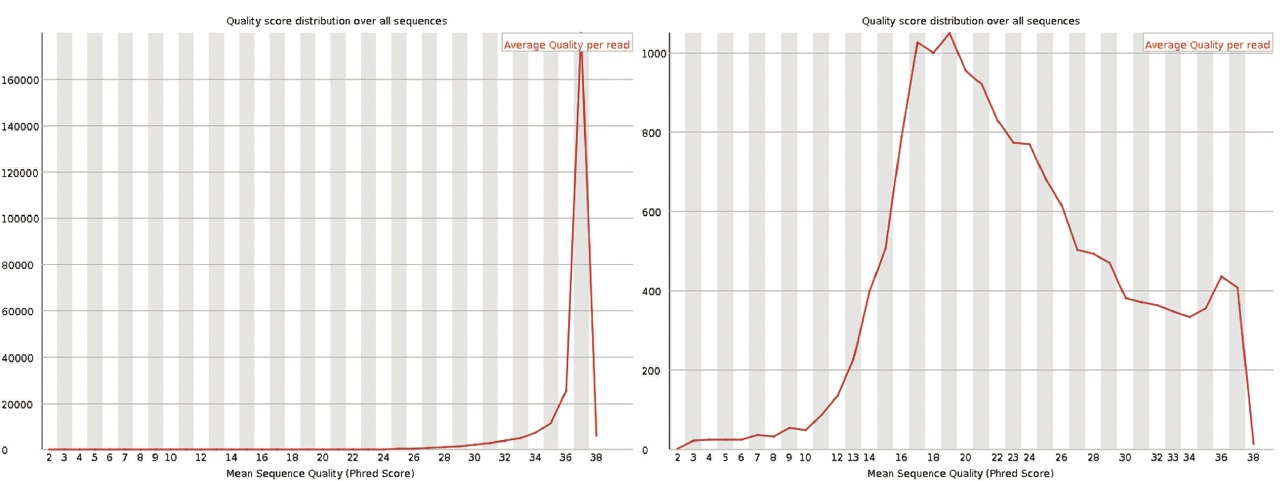 Quality score distribution over all sequences
Average Quality per read
160000
140000
120000
100000
80000
60000
40000
20000
0
2 3 4 5 6 7 8 9 10 12 14 16 18 20 22 24 26 28 30 32 34 36 38
Mean Sequence Quality (Phred Score)
Quality score distribution over all sequences
Average Quality per read
1000
800
600
400
200
0
2 3 4 5 6 7 8 9 10 12 13 14 16 18 20 22 23 24 26 28 30 32 33 34 36 38
Mean Sequence Quality (Phred Score)